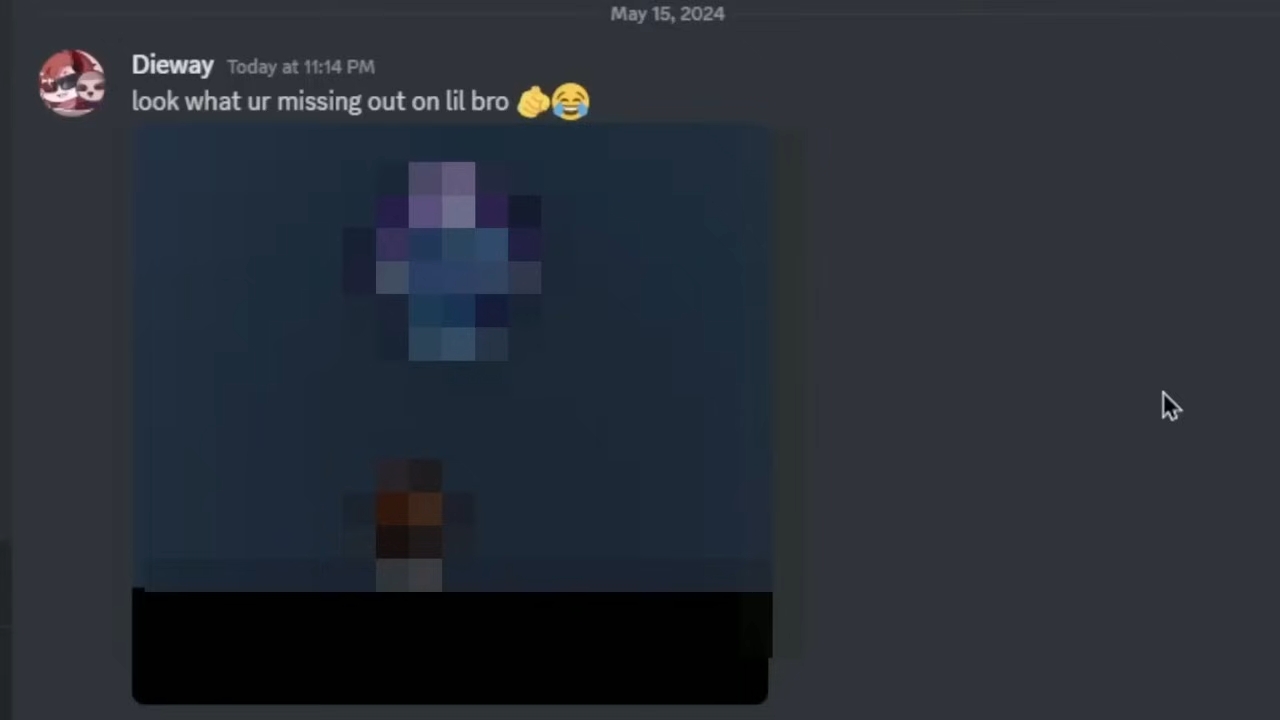 May 15, 2024
Dieway Today at 11:14 PM
look what ur missing out on lil bro 🫵😂